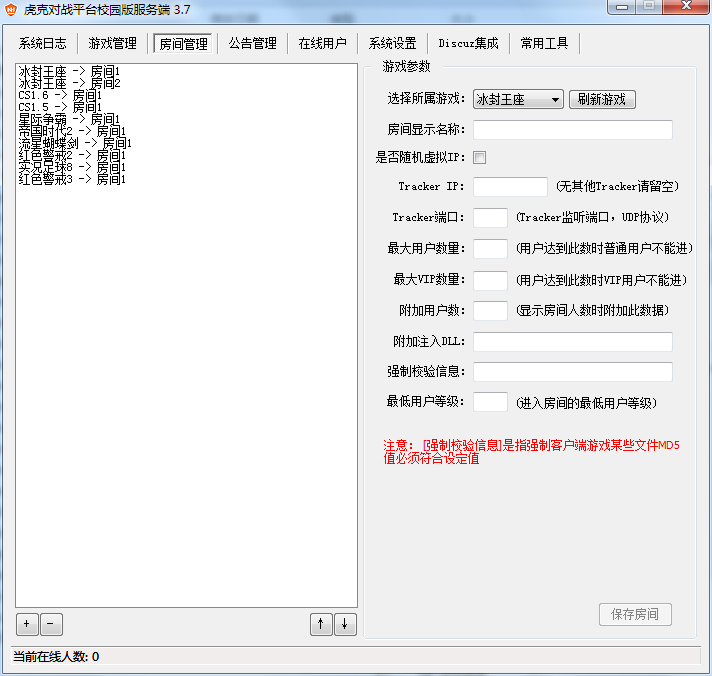 虎克对战平台校园版服务端 3.7
系统日志 游戏管理 房间管理 公告管理 在线用户 系统设置 Discuz集成 常用工具
冰封王座 -> 房间1
冰封王座 -> 房间2
CS1.6 -> 房间1
CS1.5 -> 房间1
星际争霸 -> 房间1
帝国时代2 -> 房间1
流星蝴蝶剑 -> 房间1
红色警戒2 -> 房间1
实况足球8 -> 房间1
红色警戒3 -> 房间1
游戏参数
选择所属游戏: 冰封王座 刷新游戏
房间显示名称:
是否随机虚拟IP:
Tracker IP: (无其他Tracker请留空)
Tracker端口: (Tracker监听端口，UDP协议)
最大用户数量: (用户达到此数时普通用户不能进)
最大VIP数量: (用户达到此数时VIP用户不能进)
附加用户数: (显示房间人数时附加此数据)
附加注入DLL:
强制校验信息:
最低用户等级: (进入房间的最低用户等级)
注意: [强制校验信息]是指强制客户端游戏某些文件MD5
值必须符合设定值
保存房间
+ - ↑ ↓
当前在线人数: 0